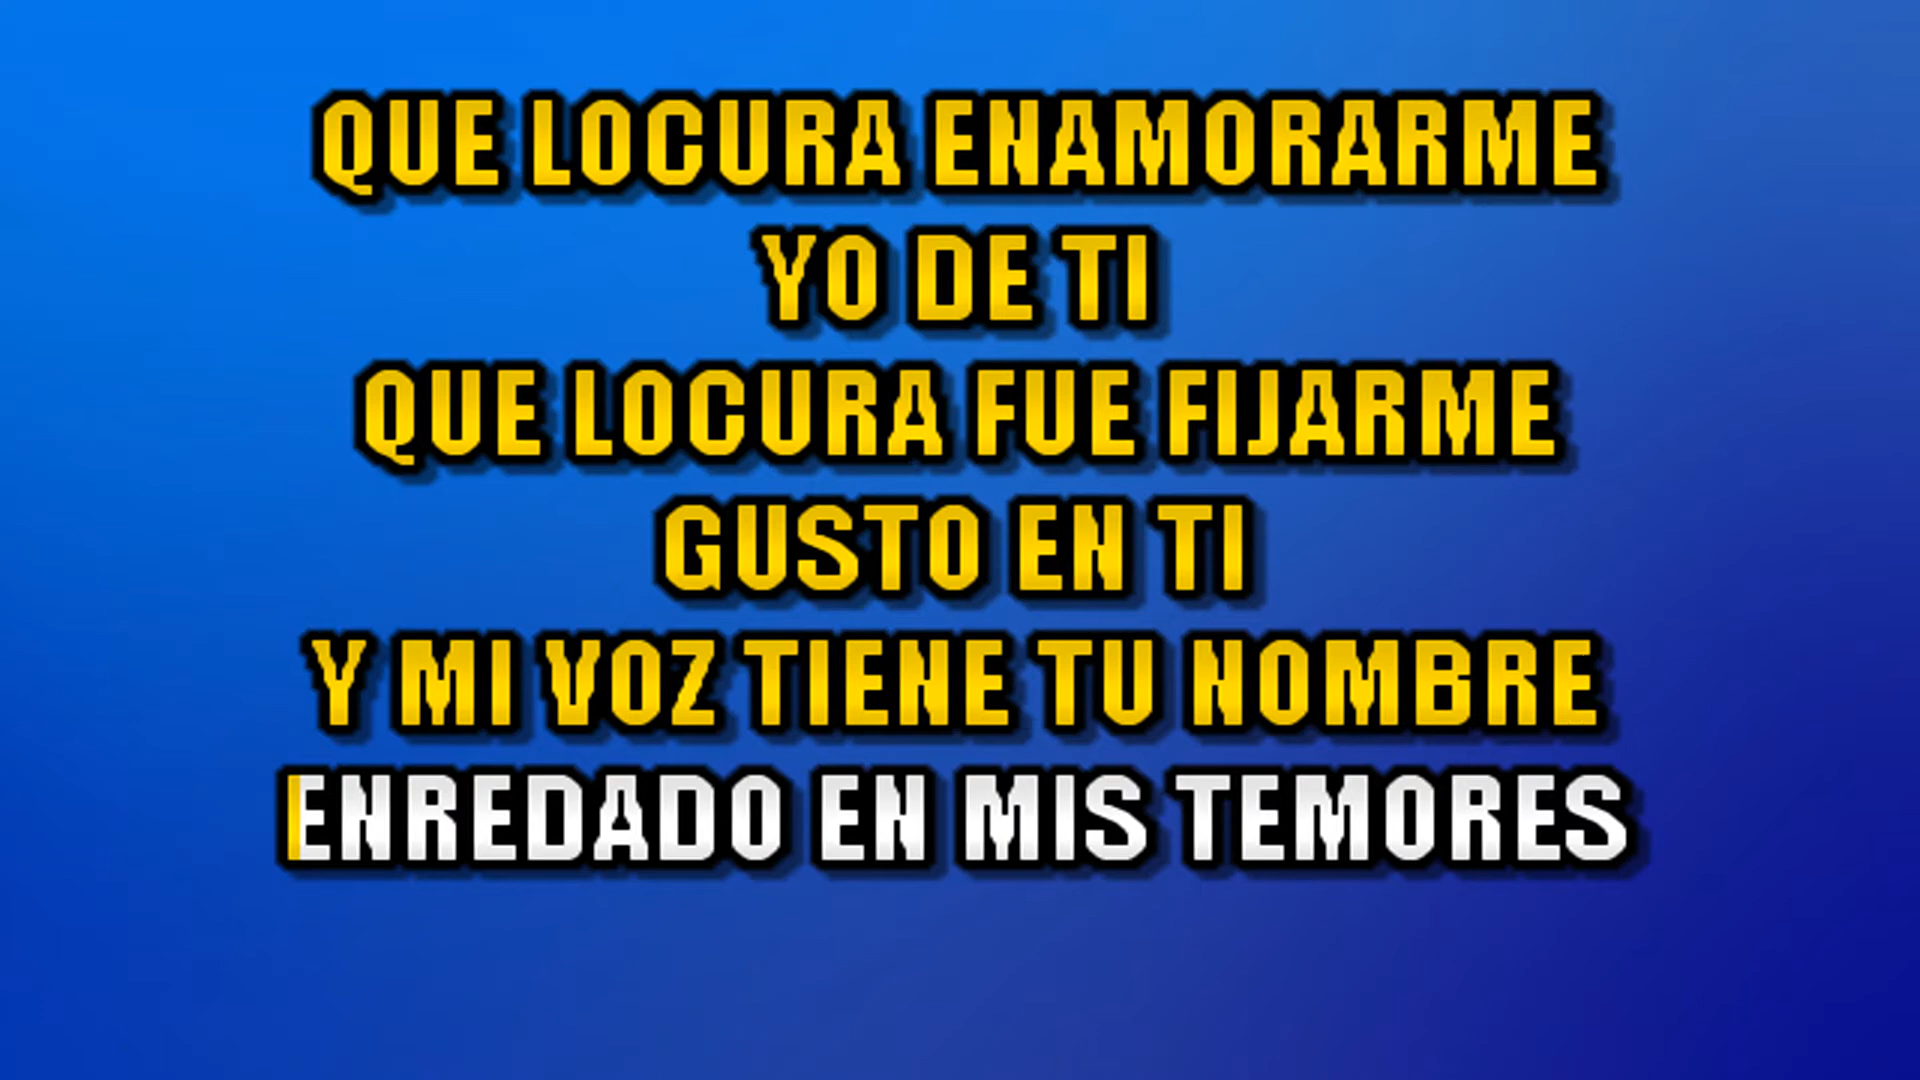 QUE LOCURA ENAMORARME
YO DE TI
QUE LOCURA FUE FIJARME
GUSTO EN TI
Y MI VOZ TIENE TU NOMBRE
ENREDADO EN MIS TEMORES